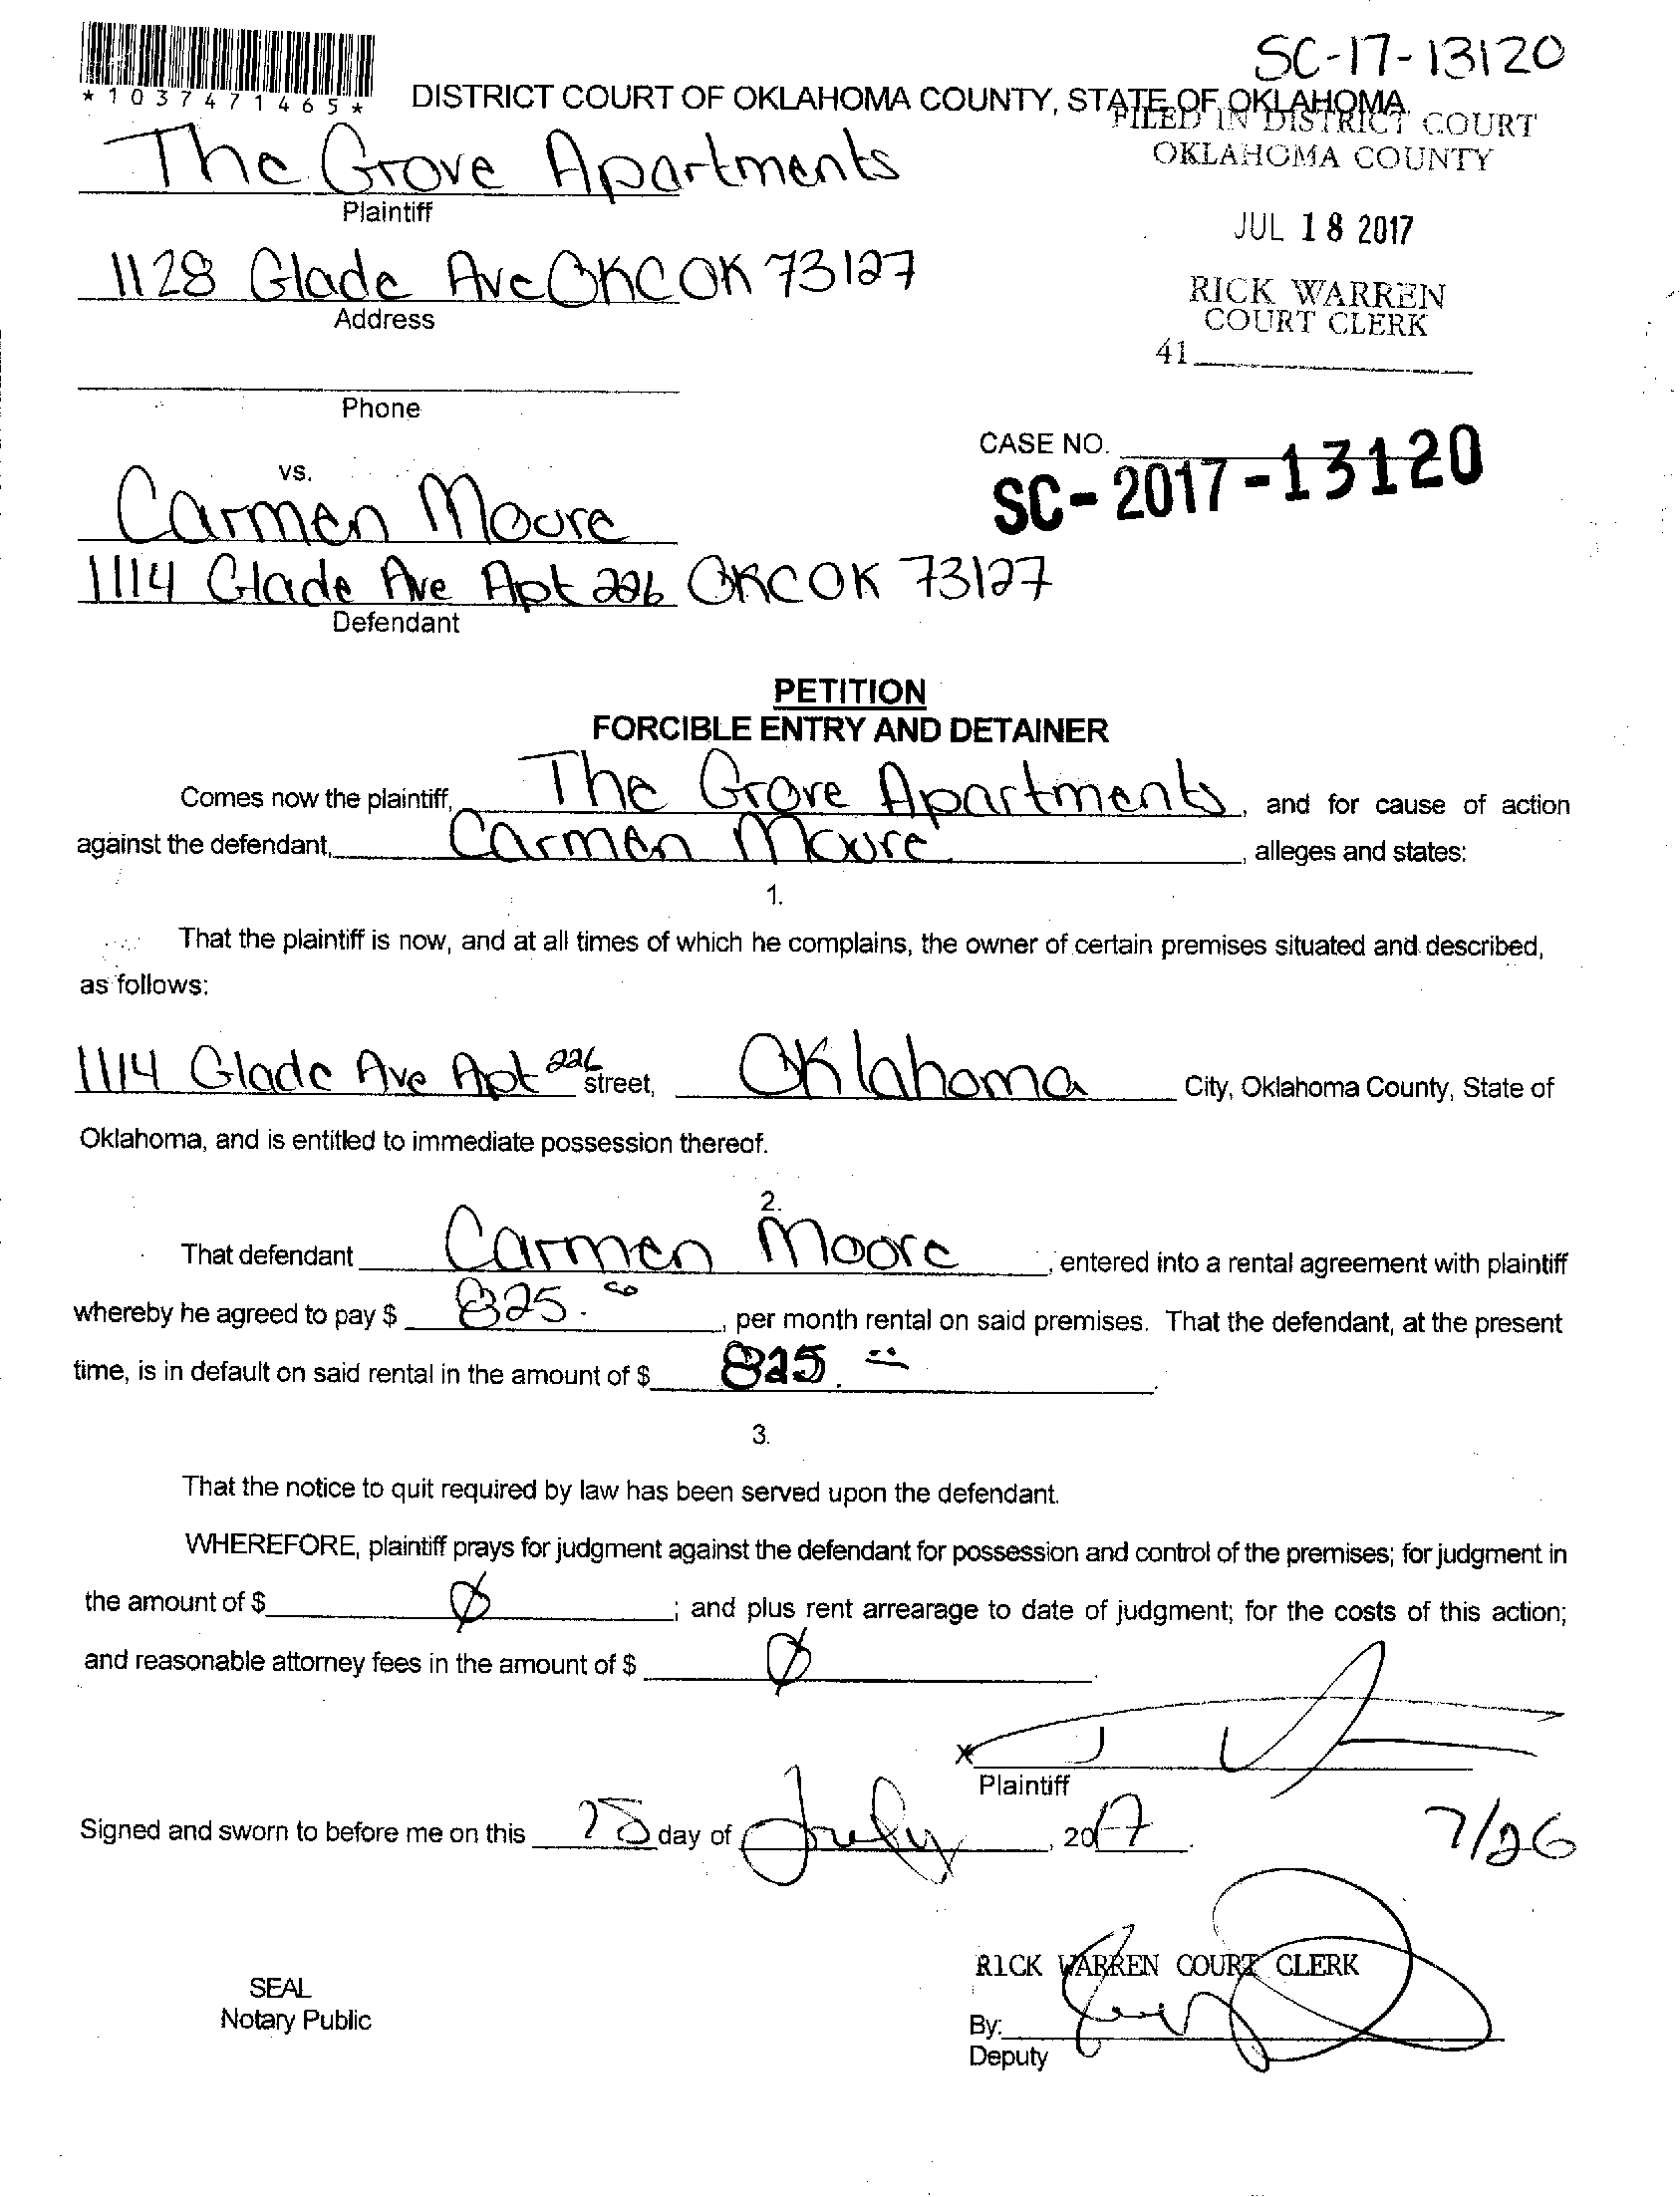 SC-17-13120
*1037471465*
DISTRICT COURT OF OKLAHOMA COUNTY, STATE OF OKLAHOMA
FILED IN DISTRICT COURT
OKLAHOMA COUNTY
The Grove Apartments
Plaintiff
JUL 18 2017
1128 Glade Ave OKC OK 73127
Address
RICK WARREN
COURT CLERK
41
Phone
CASE NO.
SC-2017-13120
vs.
Carmen Moore
1114 Glade Ave Apt 226 OKC OK 73127
Defendant
PETITION
FORCIBLE ENTRY AND DETAINER
Comes now the plaintiff, The Grove Apartments, and for cause of action
against the defendant, Carmen Moore, alleges and states:
1.
That the plaintiff is now, and at all times of which he complains, the owner of certain premises situated and described,
as follows:
1114 Glade Ave Apt 226 street, Oklahoma City, Oklahoma County, State of
Oklahoma, and is entitled to immediate possession thereof.
2.
That defendant Carmen Moore, entered into a rental agreement with plaintiff
whereby he agreed to pay $ 825.00, per month rental on said premises. That the defendant, at the present
time, is in default on said rental in the amount of $ 825.
3.
That the notice to quit required by law has been served upon the defendant.
WHEREFORE, plaintiff prays for judgment against the defendant for possession and control of the premises; for judgment in
the amount of $ Ø; and plus rent arrearage to date of judgment; for the costs of this action;
and reasonable attorney fees in the amount of $ Ø.
x
Plaintiff
Signed and sworn to before me on this day of July, 2017.
7/26
RICK WARREN COURT CLERK
SEAL
Notary Public
By:
Deputy